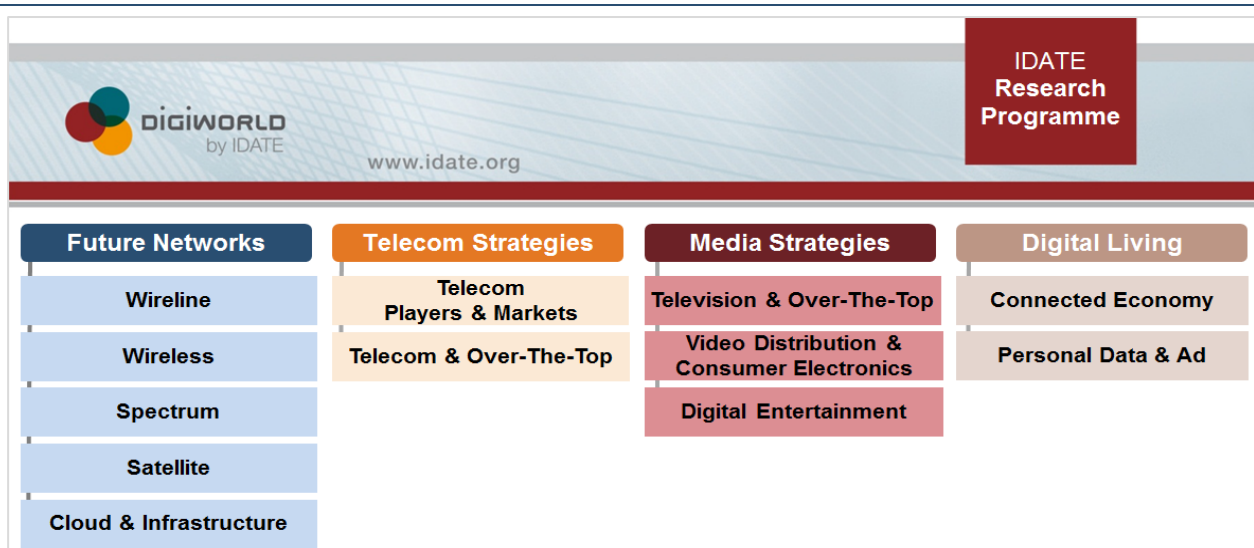 IDATE
Research
Programme
DIGIWORLD
by IDATE
www.idate.org
Future Networks
Wireline
Wireless
Spectrum
Satellite
Cloud & Infrastructure
Telecom Strategies
Telecom
Players & Markets
Telecom & Over-The-Top
Media Strategies
Television & Over-The-Top
Video Distribution &
Consumer Electronics
Digital Entertainment
Digital Living
Connected Economy
Personal Data & Ad